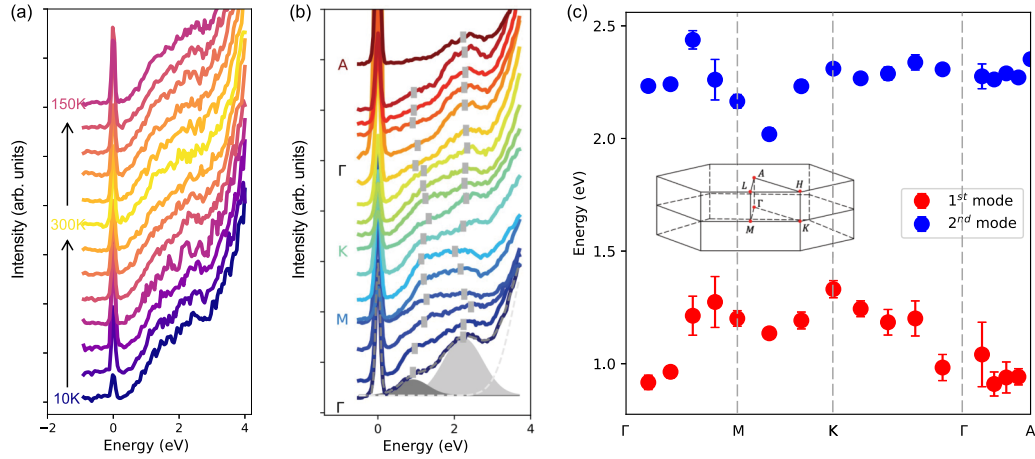 (a)
Intensity (arb. units)
150K
300K
10K
−2 0 2 4
Energy (eV)
(b)
Intensity (arb. units)
A
Γ
K
M
Γ
0 2 4
Energy (eV)
(c)
Energy (eV)
2.5
2.0
1.5
1.0
A
L H
Γ
M K
1st mode
2nd mode
Γ M K Γ A